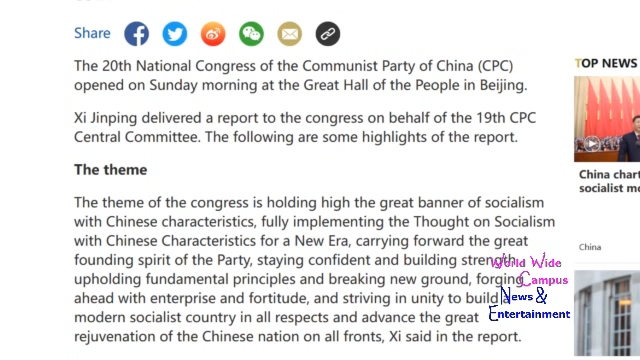 Share
The 20th National Congress of the Communist Party of China (CPC)
opened on Sunday morning at the Great Hall of the People in Beijing.
Xi Jinping delivered a report to the congress on behalf of the 19th CPC
Central Committee. The following are some highlights of the report.
The theme
The theme of the congress is holding high the great banner of socialism
with Chinese characteristics, fully implementing the Thought on Socialism
with Chinese Characteristics for a New Era, carrying forward the great
founding spirit of the Party, staying confident and building strength,
upholding fundamental principles and breaking new ground, forging
ahead with enterprise and fortitude, and striving in unity to build a
modern socialist country in all respects and advance the great
rejuvenation of the Chinese nation on all fronts, Xi said in the report.
TOP NEWS
China chart
socialist mo
China
World Wide
Campus
News &
Entertainment